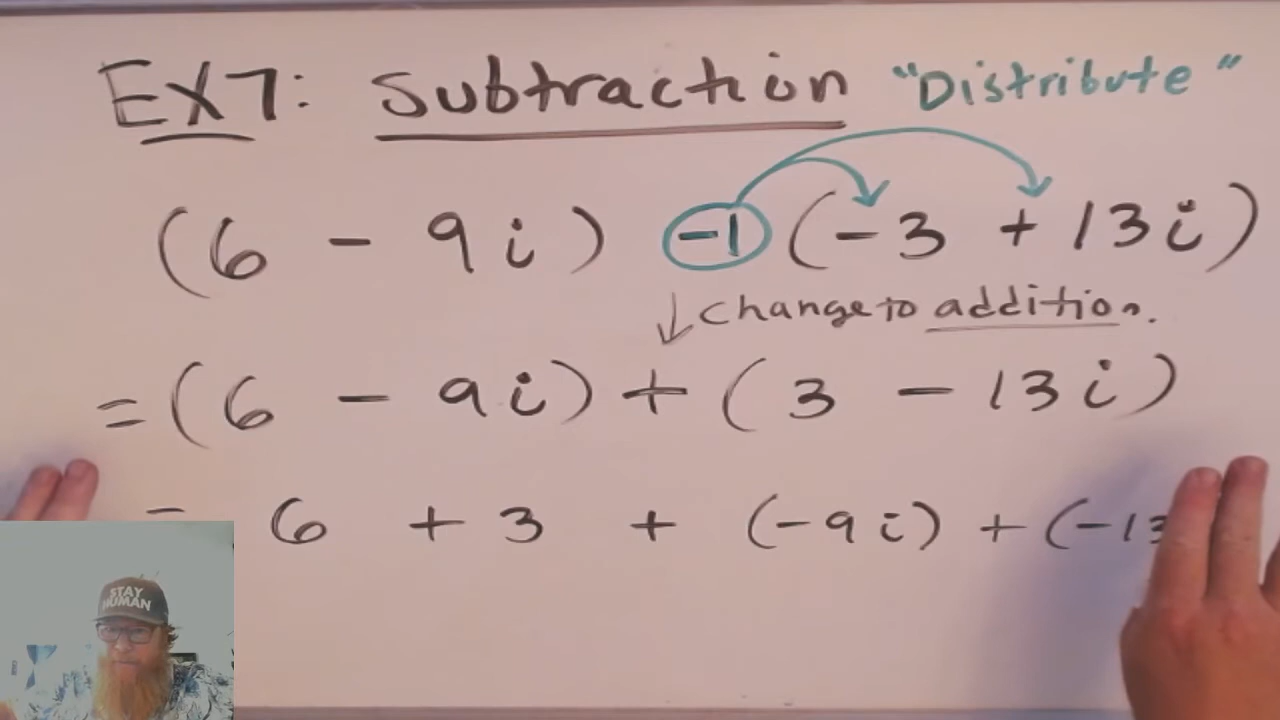 EX7: Subtraction "Distribute"
(6 - 9i) -1(-3 + 13i)
↓ Change to addition.
= (6 - 9i) + (3 - 13i)
= 6 + 3 + (-9i) + (-13
STAY
HUMAN